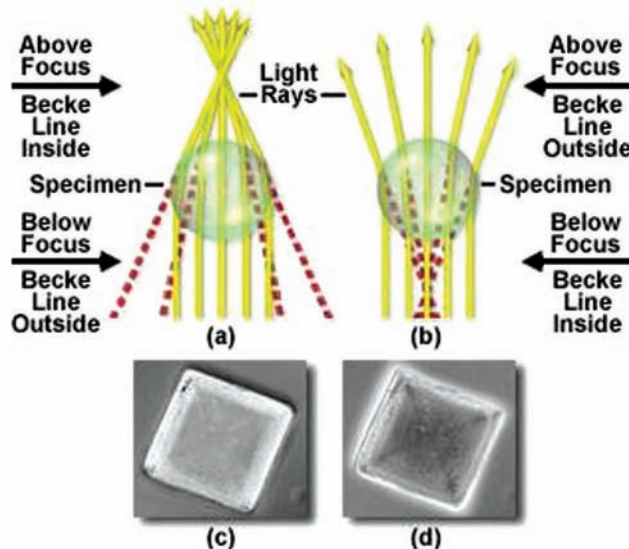 Above
Focus
Becke
Line
Inside
Light
Rays
Above
Focus
Becke
Line
Outside
Specimen
Specimen
Below
Focus
Becke
Line
Outside
Below
Focus
Becke
Line
Inside
(a)
(b)
(c)
(d)